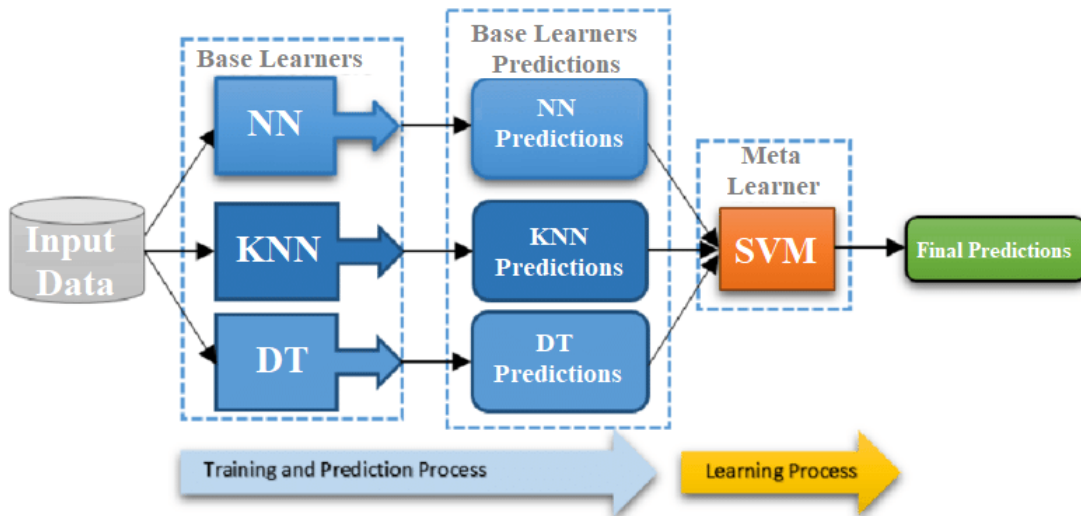 Base Learners
Base Learners
Predictions
NN
NN
Predictions
Meta
Learner
Input
Data
KNN
KNN
Predictions
SVM
Final Predictions
DT
DT
Predictions
Training and Prediction Process
Learning Process